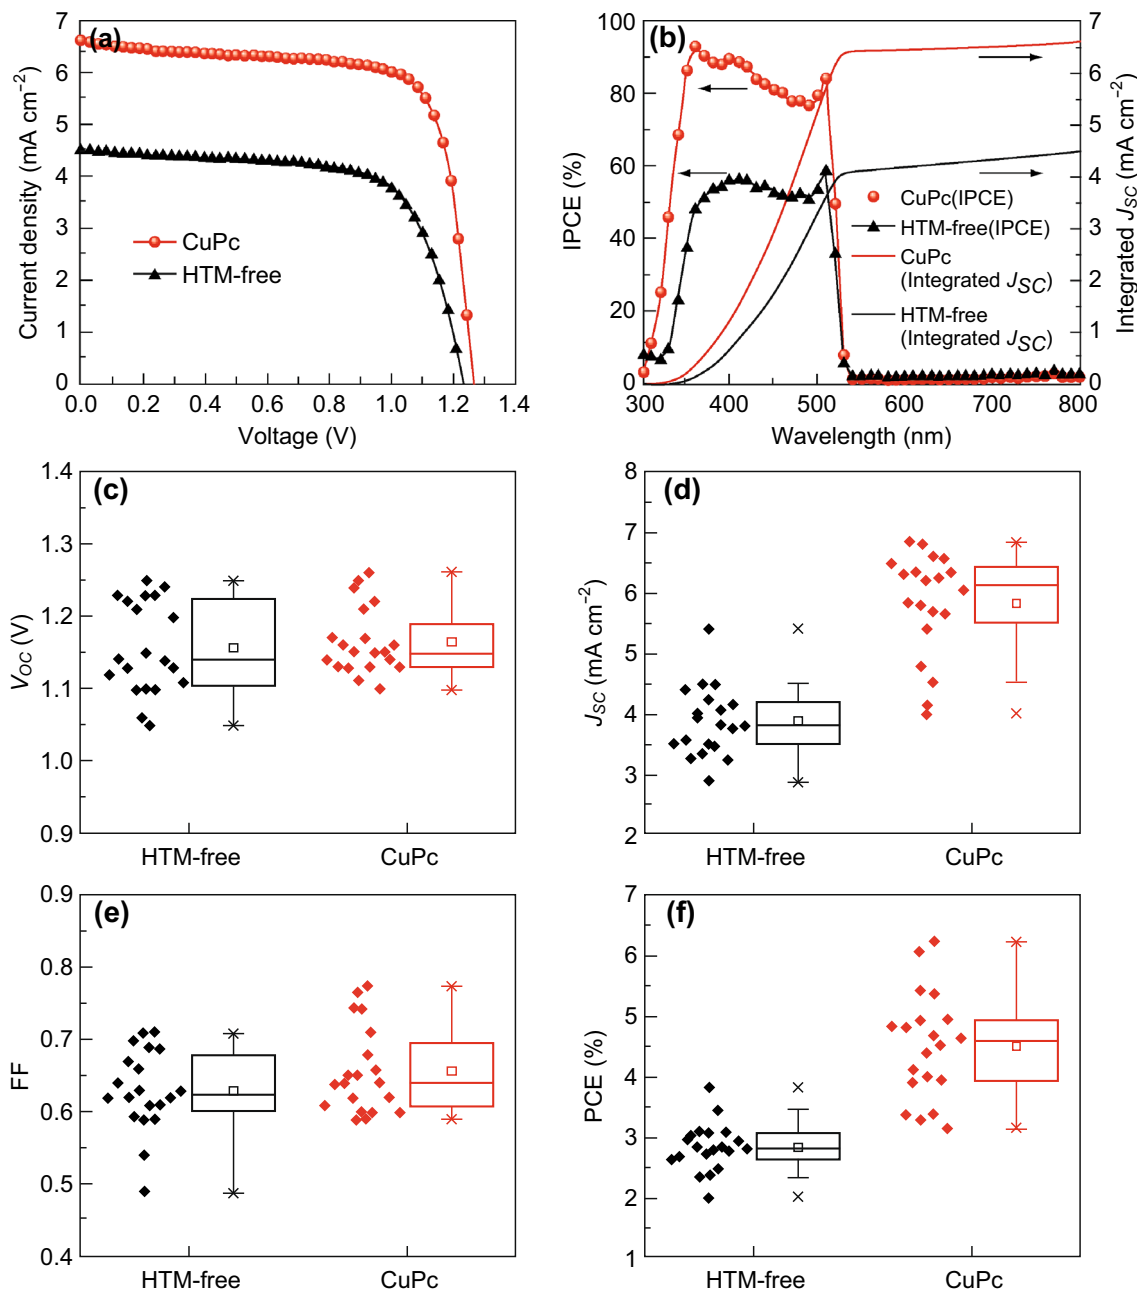 (a)
7
6
5
4
3
2
1
0
Current density (mA cm⁻²)
CuPc
HTM-free
0.0 0.2 0.4 0.6 0.8 1.0 1.2 1.4
Voltage (V)
(b)
100
80
60
40
20
0
IPCE (%)
7
6
5
4
3
2
1
0
Integrated JSC (mA cm⁻²)
CuPc(IPCE)
HTM-free(IPCE)
CuPc
(Integrated JSC)
HTM-free
(Integrated JSC)
300 400 500 600 700 800
Wavelength (nm)
(c)
1.4
1.3
1.2
1.1
1.0
0.9
VOC (V)
HTM-free CuPc
(d)
8
7
6
5
4
3
2
JSC (mA cm⁻²)
HTM-free CuPc
(e)
0.9
0.8
0.7
0.6
0.5
0.4
FF
HTM-free CuPc
(f)
7
6
5
4
3
2
1
PCE (%)
HTM-free CuPc